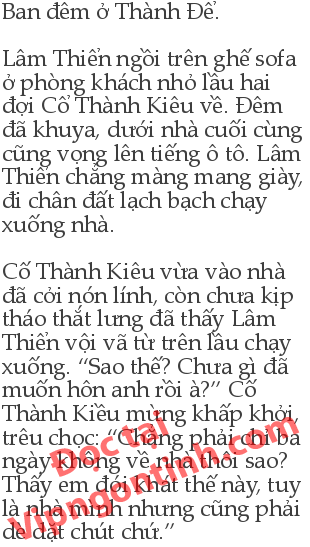 Ban đêm ở Thành Để.
Lâm Thiển ngồi trên ghế sofa
ở phòng khách nhỏ lầu hai
đợi Cổ Thành Kiêu về. Đêm
đã khuya, dưới nhà cuối cùng
cũng vọng lên tiếng ô tô. Lâm
Thiển chẳng màng mang giày,
đi chân đất lạch bạch chạy
xuống nhà.
Cố Thành Kiêu vừa vào nhà
đã cởi nón lính, còn chưa kịp
tháo thắt lưng đã thấy Lâm
Thiển vội vã từ trên lầu chạy
xuống. “Sao thế? Chưa gì đã
muốn hôn anh rồi à?” Cố
Thành Kiều mừng khấp khởi,
trêu chọc: “Chẳng phải chỉ ba
ngày không về nhà thôi sao?
Thấy em đói khát thế này, tuy
là nhà mình nhưng cũng phải
dè dặt chút chứ.”
Đọc tại
Vipngontinh.com